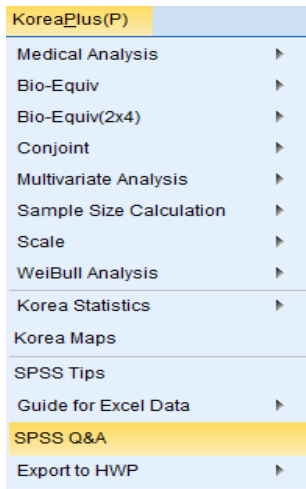 KoreaPlus(P)
Medical Analysis
Bio-Equiv
Bio-Equiv(2x4)
Conjoint
Multivariate Analysis
Sample Size Calculation
Scale
WeiBull Analysis
Korea Statistics
Korea Maps
SPSS Tips
Guide for Excel Data
SPSS Q&A
Export to HWP